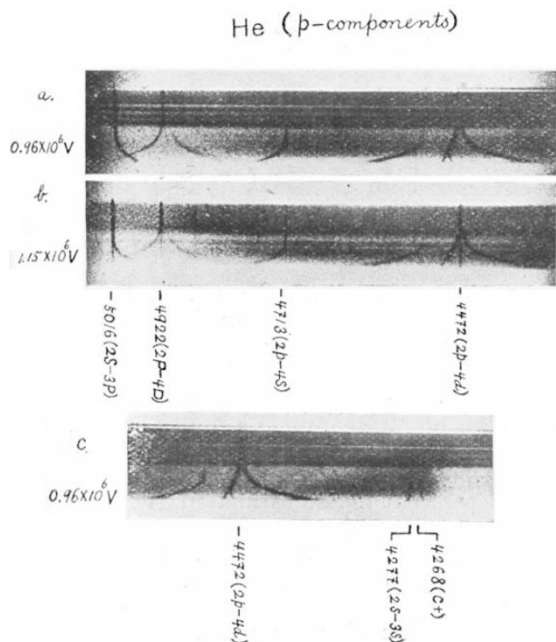 He (p-components)
a.
0.96×10⁶V
b.
1.15×10⁶V
-5016(2S-3P)
-4922(2P-4D)
-4713(2p-4s)
-4472(2p-4d)
c
0.96×10⁶V
-4472(2p-4d)
4277(2S-3S)
4268(C+)